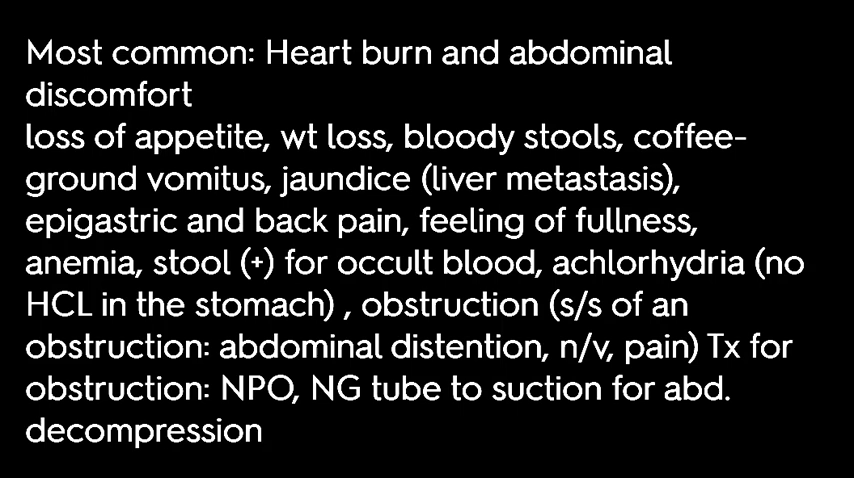 Most common: Heart burn and abdominal
discomfort
loss of appetite, wt loss, bloody stools, coffee-
ground vomitus, jaundice (liver metastasis),
epigastric and back pain, feeling of fullness,
anemia, stool (+) for occult blood, achlorhydria (no
HCL in the stomach) , obstruction (s/s of an
obstruction: abdominal distention, n/v, pain) Tx for
obstruction: NPO, NG tube to suction for abd.
decompression